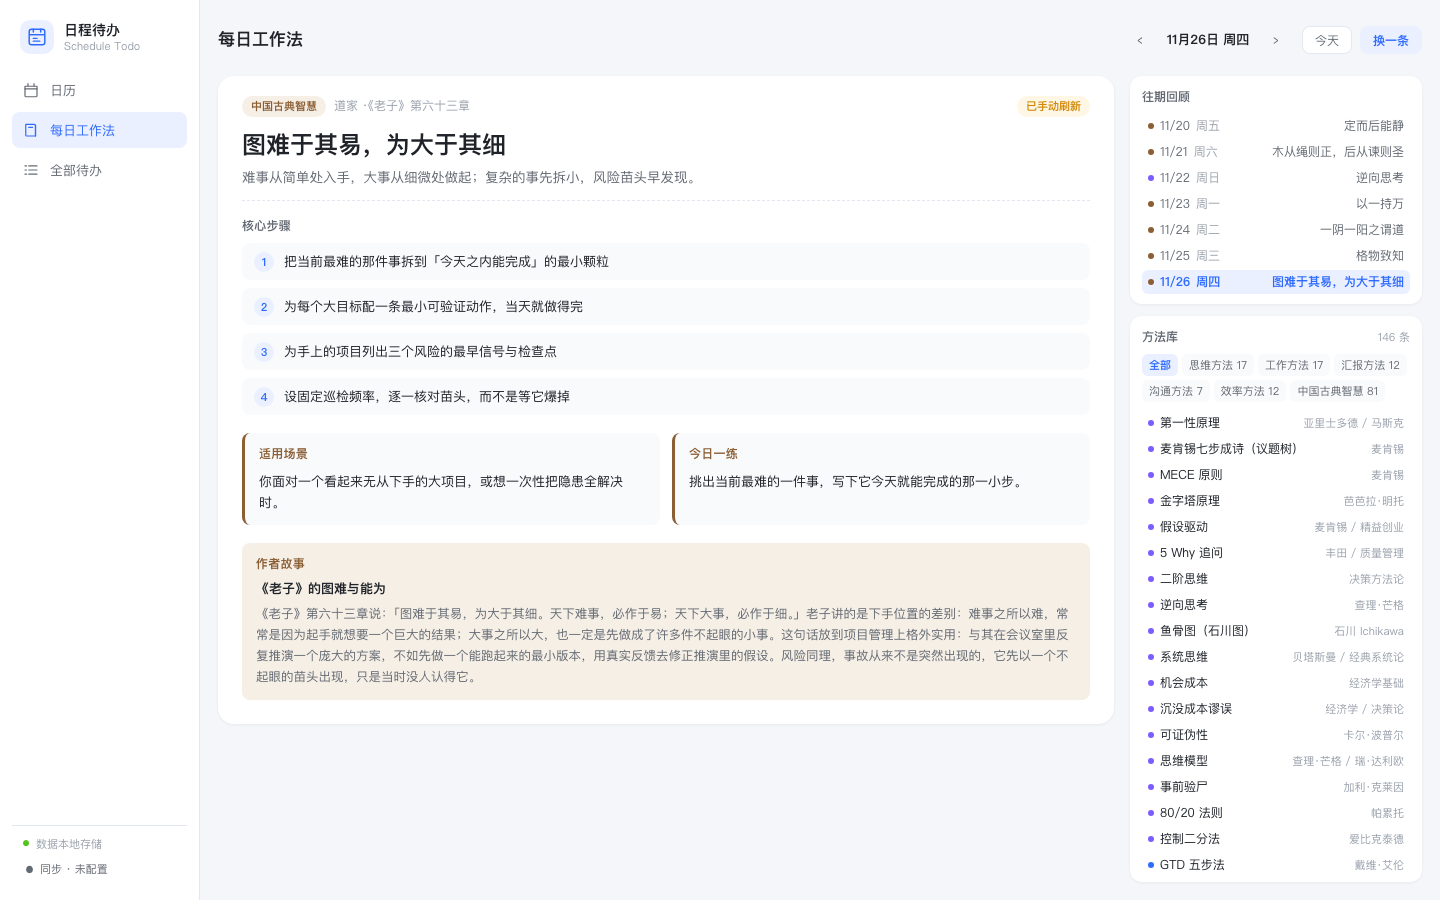 日程待办
Schedule Todo
日历
每日工作法
全部待办
数据本地存储
同步 · 未配置
每日工作法
‹ 11月26日 周四 › 今天 换一条
中国古典智慧 道家 ·《老子》第六十三章 已手动刷新
图难于其易，为大于其细
难事从简单处入手，大事从细微处做起；复杂的事先拆小，风险苗头早发现。
核心步骤
1 把当前最难的那件事拆到「今天之内能完成」的最小颗粒
2 为每个大目标配一条最小可验证动作，当天就做得完
3 为手上的项目列出三个风险的最早信号与检查点
4 设固定巡检频率，逐一核对苗头，而不是等它爆掉
适用场景
你面对一个看起来无从下手的大项目，或想一次性把隐患全解决
时。
今日一练
挑出当前最难的一件事，写下它今天就能完成的那一小步。
作者故事
《老子》的图难与能为
《老子》第六十三章说：「图难于其易，为大于其细。天下难事，必作于易；天下大事，必作于细。」老子讲的是下手位置的差别：难事之所以难，常
常是因为起手就想要一个巨大的结果；大事之所以大，也一定是先做成了许多件不起眼的小事。这句话放到项目管理上格外实用：与其在会议室里反
复推演一个庞大的方案，不如先做一个能跑起来的最小版本，用真实反馈去修正推演里的假设。风险同理，事故从来不是突然出现的，它先以一个不
起眼的苗头出现，只是当时没人认得它。
往期回顾
11/20 周五 定而后能静
11/21 周六 木从绳则正，后从谏则圣
11/22 周日 逆向思考
11/23 周一 以一持万
11/24 周二 一阴一阳之谓道
11/25 周三 格物致知
11/26 周四 图难于其易，为大于其细
方法库 146 条
全部 思维方法 17 工作方法 17 汇报方法 12
沟通方法 7 效率方法 12 中国古典智慧 81
第一性原理 亚里士多德 / 马斯克
麦肯锡七步成诗（议题树） 麦肯锡
MECE 原则 麦肯锡
金字塔原理 芭芭拉·明托
假设驱动 麦肯锡 / 精益创业
5 Why 追问 丰田 / 质量管理
二阶思维 决策方法论
逆向思考 查理·芒格
鱼骨图（石川图） 石川 Ichikawa
系统思维 贝塔斯曼 / 经典系统论
机会成本 经济学基础
沉没成本谬误 经济学 / 决策论
可证伪性 卡尔·波普尔
思维模型 查理·芒格 / 瑞·达利欧
事前验尸 加利·克莱因
80/20 法则 帕累托
控制二分法 爱比克泰德
GTD 五步法 戴维·艾伦